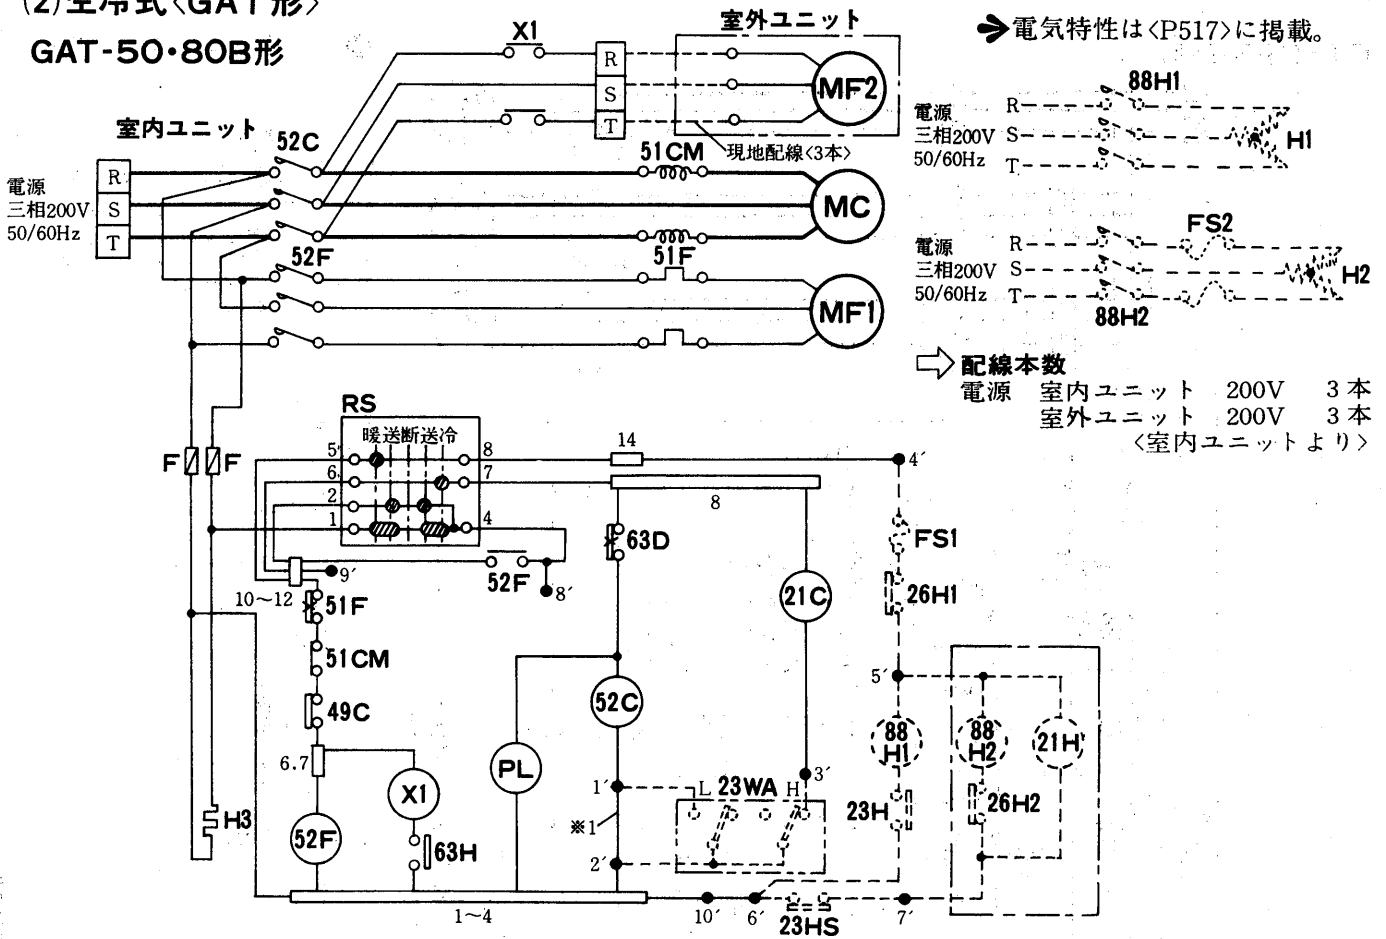 (2)空冷式〈GAT形〉
GAT-50・80B形
室外ユニット
➔電気特性は〈P517〉に掲載。
X1
R
S
T
MF2
現地配線〈3本〉
室内ユニット
52C
51CM
電源
三相200V
50/60Hz
R
S
T
MC
52F
51F
MF1
88H1
電源
三相200V
50/60Hz
R
S
T
H1
FS2
電源
三相200V
50/60Hz
R
S
T
H2
88H2
⇨配線本数
電源 室内ユニット 200V 3本
室外ユニット 200V 3本
〈室内ユニットより〉
RS
暖送断送冷
5
8
6
7
2
1
4
F
F
14
4′
8
63D
FS1
52F
9′
8′
10～12
51F
21C
26H1
51CM
5′
49C
52C
88
H1
88
H2
21H
6.7
PL
3′
X1
1′
L 23WA H
23H
26H2
H3
※1
52F
63H
2′
1～4
10′
6′
23HS
7′